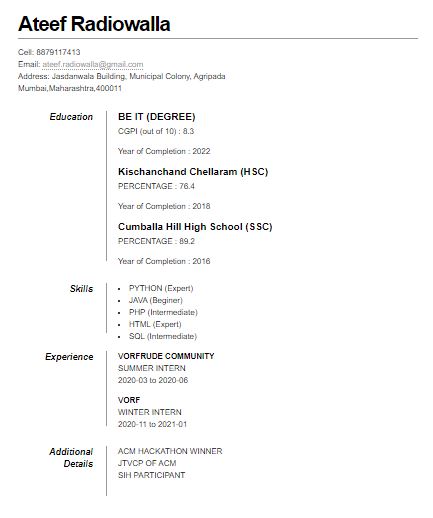 Ateef Radiowalla
Cell: 8879117413
Email: ateef.radiowalla@gmail.com
Address: Jasdanwala Building, Municipal Colony, Agripada
Mumbai,Maharashtra,400011
Education
BE IT (DEGREE)
CGPI (out of 10) : 8.3
Year of Completion : 2022
Kischanchand Chellaram (HSC)
PERCENTAGE : 76.4
Year of Completion : 2018
Cumballa Hill High School (SSC)
PERCENTAGE : 89.2
Year of Completion : 2016
Skills
• PYTHON (Expert)
• JAVA (Beginer)
• PHP (Intermediate)
• HTML (Expert)
• SQL (Intermediate)
Experience
VORFRUDE COMMUNITY
SUMMER INTERN
2020-03 to 2020-06
VORF
WINTER INTERN
2020-11 to 2021-01
Additional
Details
ACM HACKATHON WINNER
JTVCP OF ACM
SIH PARTICIPANT